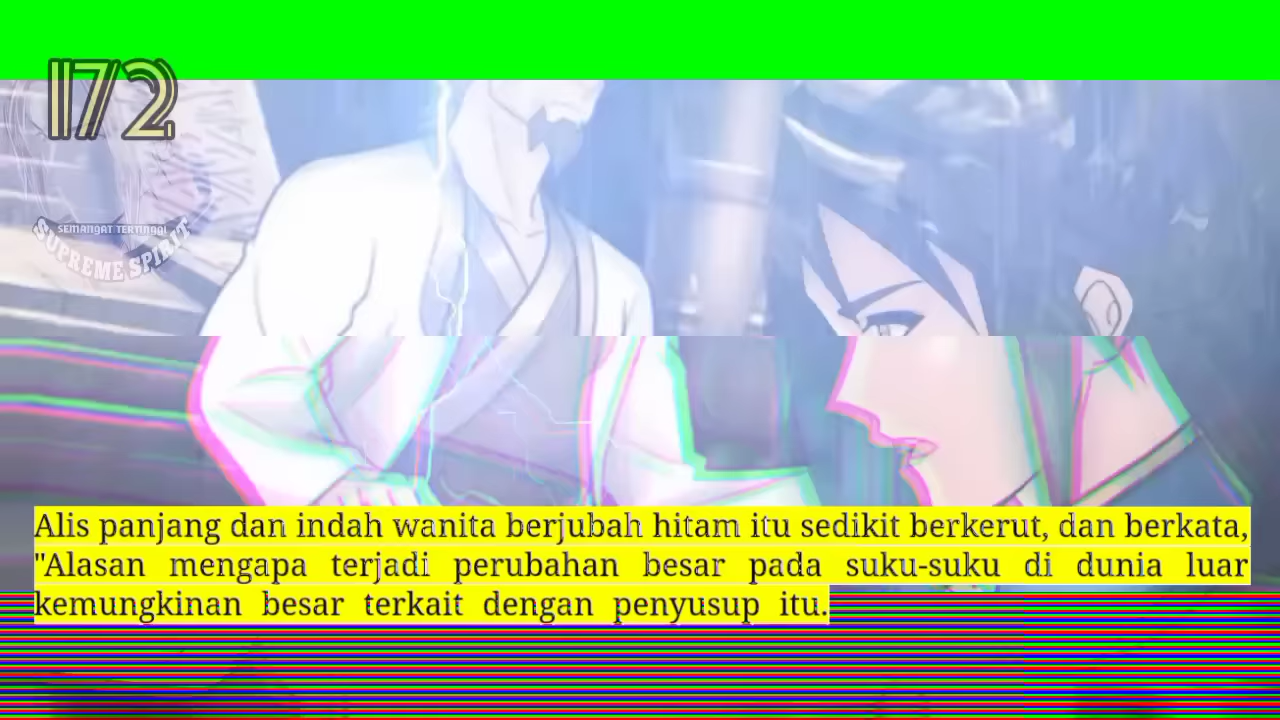 172
SEMANGAT TERTINGGI
SUPREME SPIRIT
Alis panjang dan indah wanita berjubah hitam itu sedikit berkerut, dan berkata,
"Alasan mengapa terjadi perubahan besar pada suku-suku di dunia luar
kemungkinan besar terkait dengan penyusup itu.